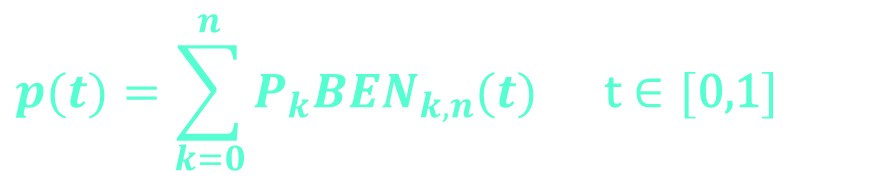 p(t) = ∑_{k=0}^{n} P_k BEN_{k,n}(t)   t ∈ [0,1]